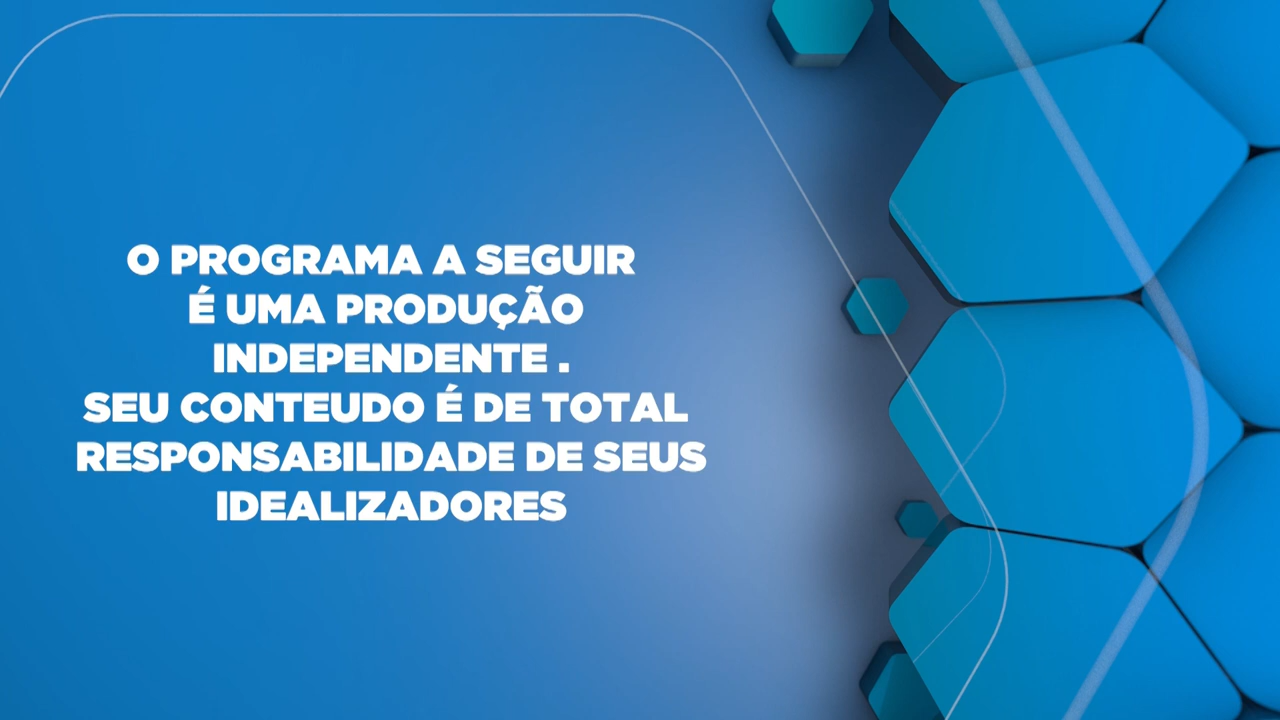 O PROGRAMA A SEGUIR
É UMA PRODUÇÃO
INDEPENDENTE .
SEU CONTEUDO É DE TOTAL
RESPONSABILIDADE DE SEUS
IDEALIZADORES